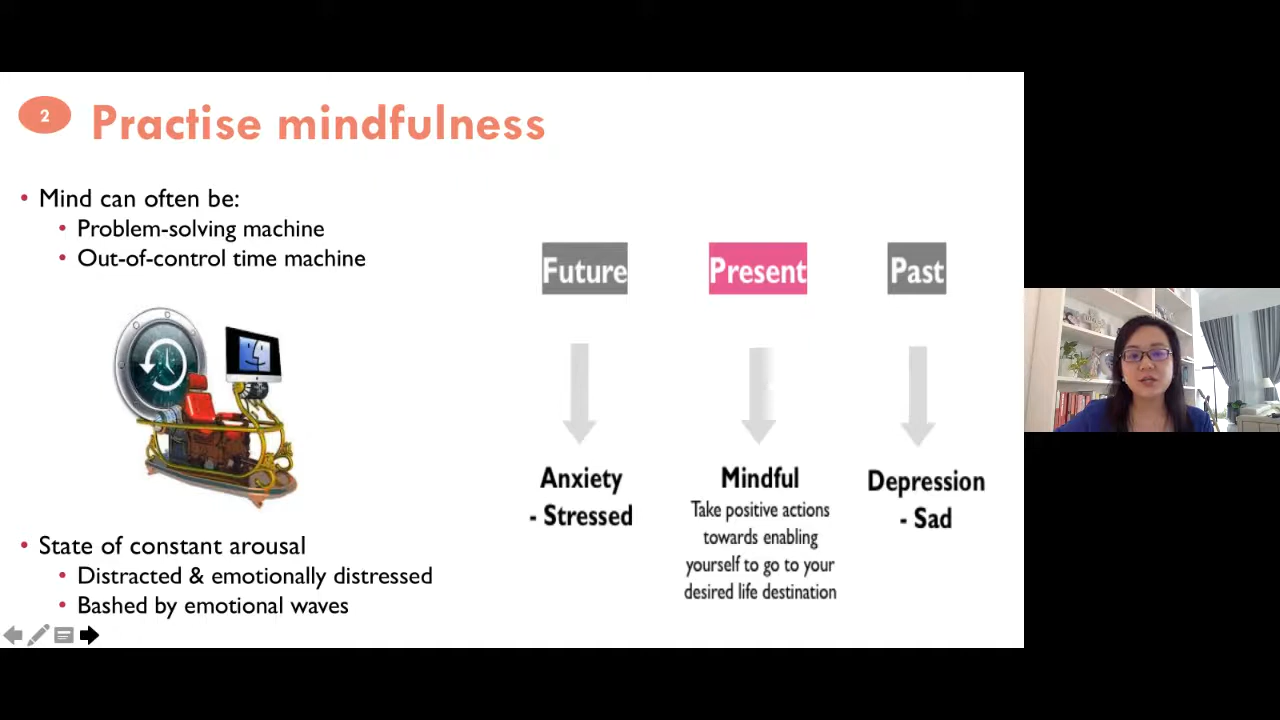 2
Practise mindfulness
• Mind can often be:
• Problem-solving machine
• Out-of-control time machine
• State of constant arousal
• Distracted & emotionally distressed
• Bashed by emotional waves
Future
Anxiety
- Stressed
Present
Mindful
Take positive actions
towards enabling
yourself to go to your
desired life destination
Past
Depression
- Sad